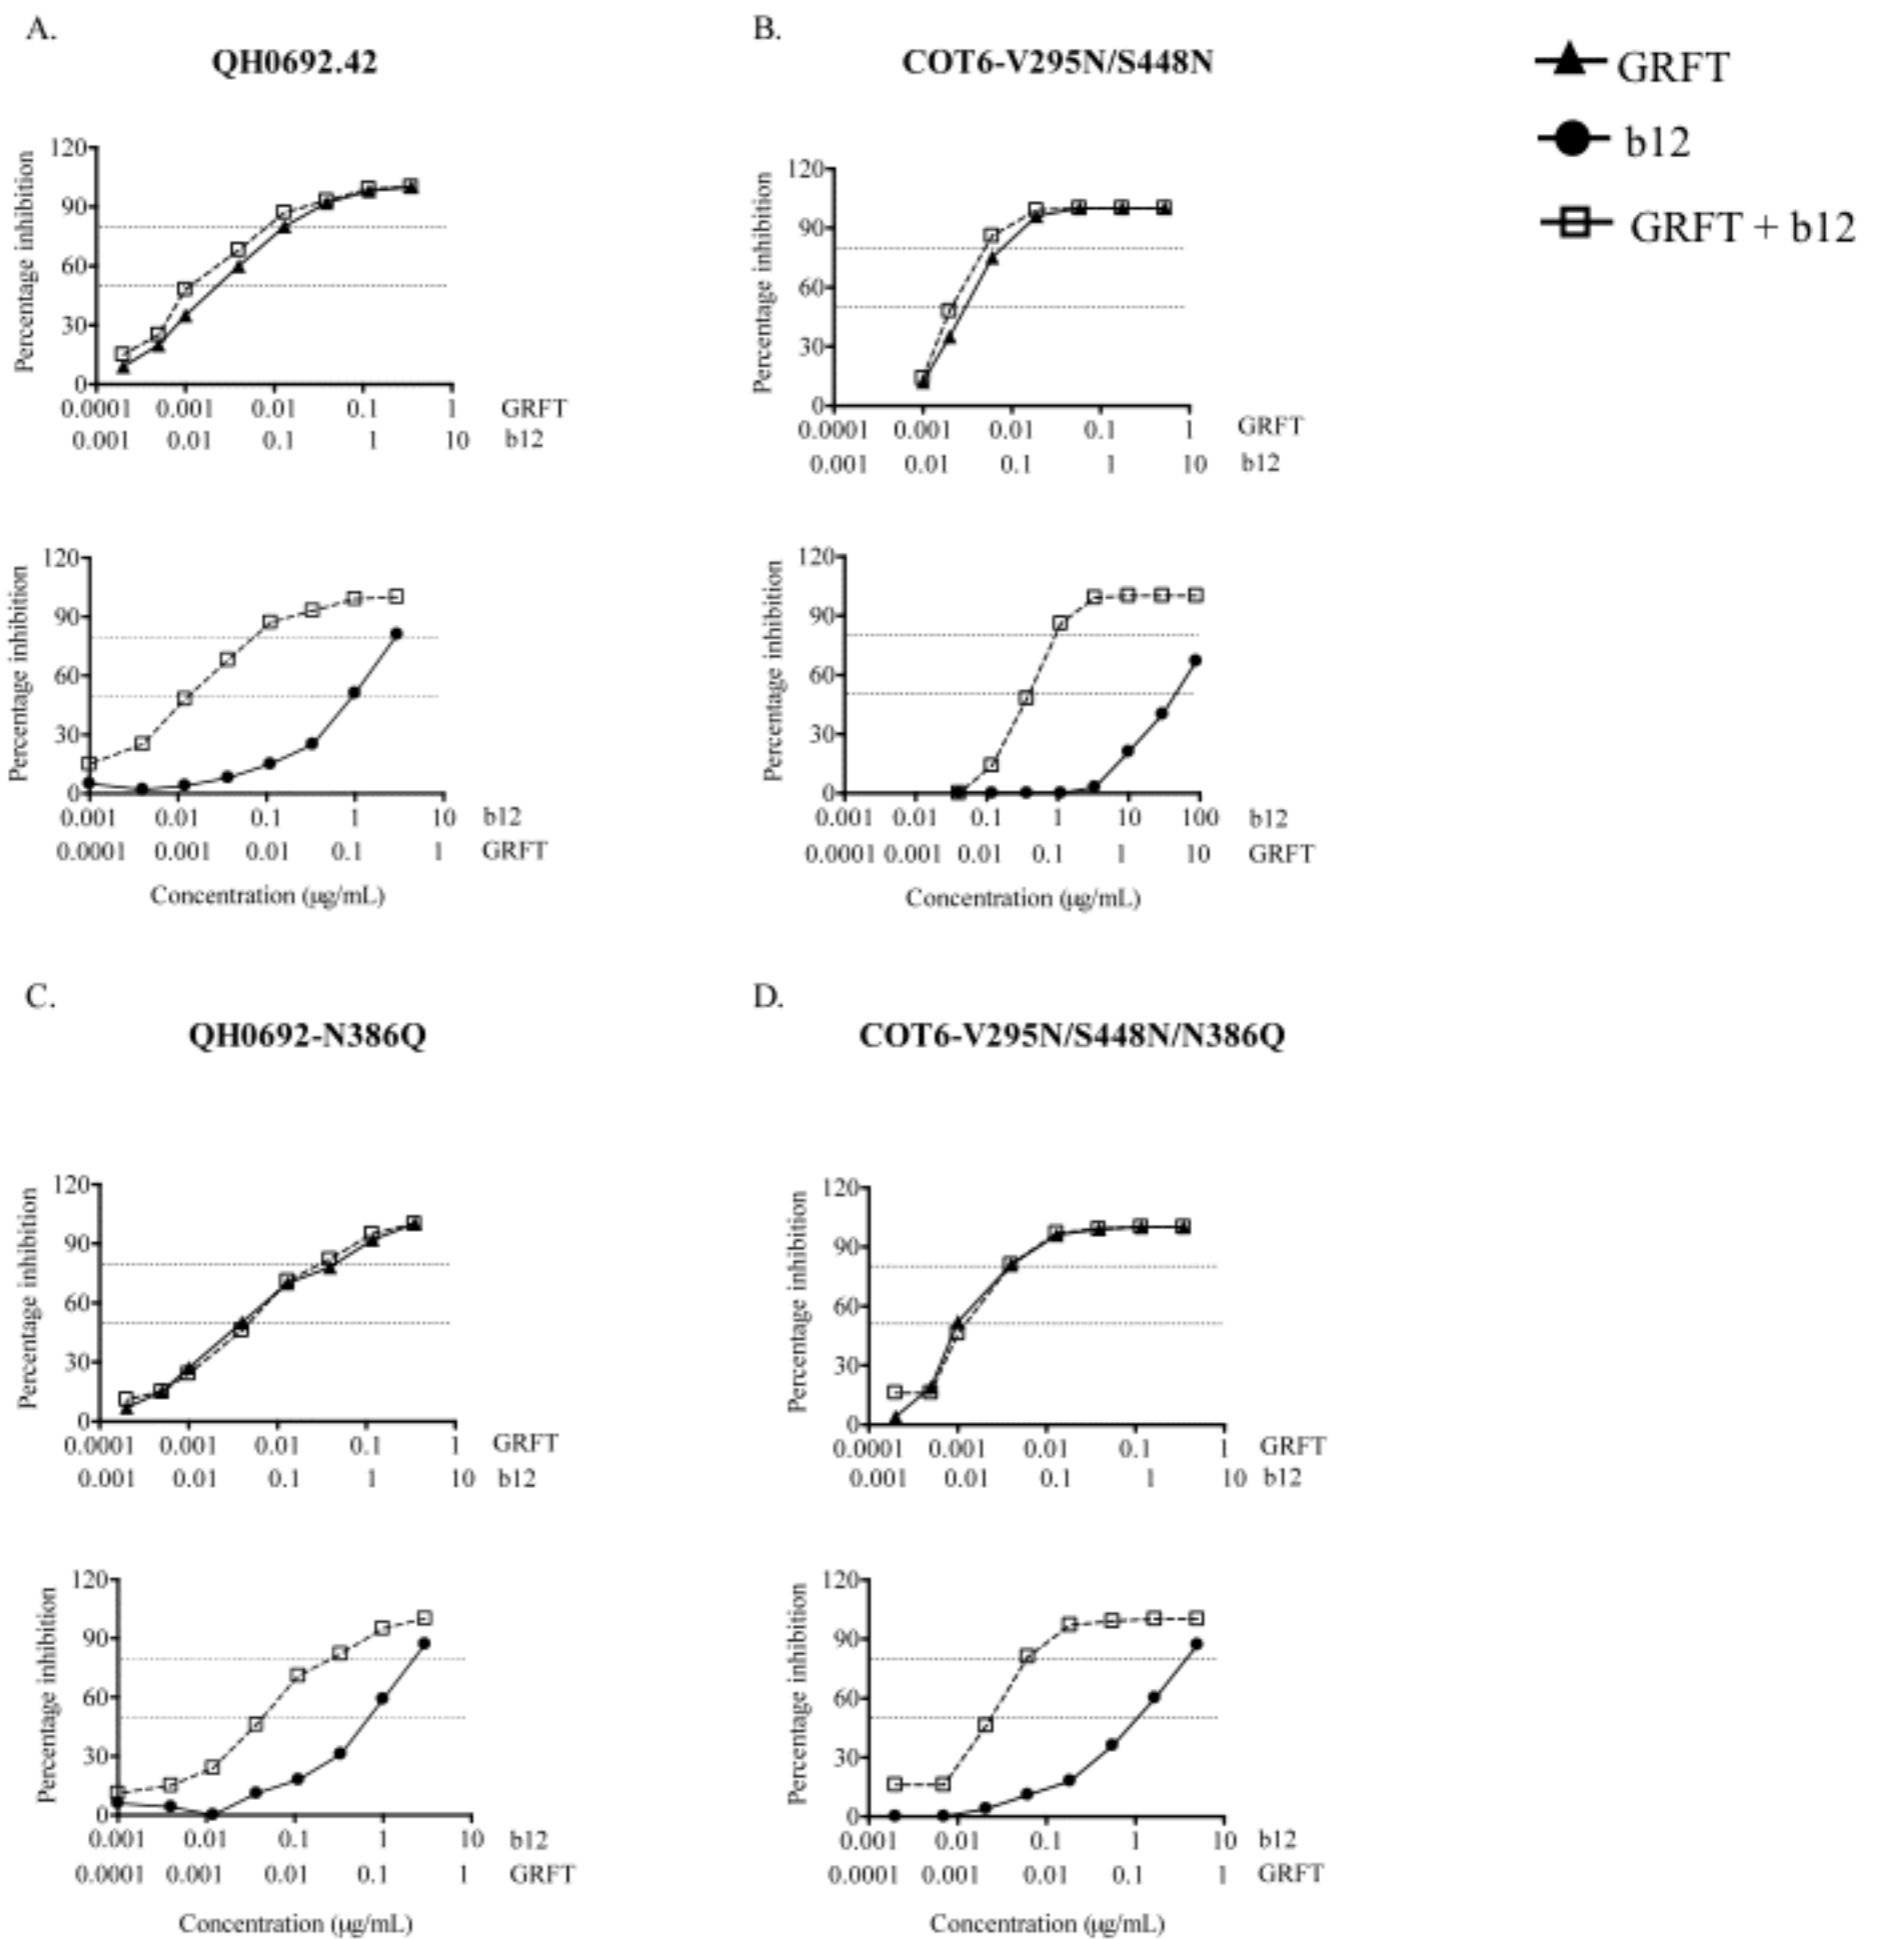 A.
QH0692.42
Percentage inhibition
120
90
60
30
0
0.0001 0.001 0.01 0.1 1 GRFT
0.001 0.01 0.1 1 10 b12
Percentage inhibition
120
90
60
30
0
0.001 0.01 0.1 1 10 b12
0.0001 0.001 0.01 0.1 1 GRFT
Concentration (µg/mL)
B.
COT6-V295N/S448N
Percentage inhibition
120
90
60
30
0
0.0001 0.001 0.01 0.1 1 GRFT
0.001 0.01 0.1 1 10 b12
Percentage inhibition
120
90
60
30
0
0.001 0.01 0.1 1 10 100 b12
0.0001 0.001 0.01 0.1 1 10 GRFT
Concentration (µg/mL)
GRFT
b12
GRFT + b12
C.
QH0692-N386Q
Percentage inhibition
120
90
60
30
0
0.0001 0.001 0.01 0.1 1 GRFT
0.001 0.01 0.1 1 10 b12
Percentage inhibition
120
90
60
30
0
0.001 0.01 0.1 1 10 b12
0.0001 0.001 0.01 0.1 1 GRFT
Concentration (µg/mL)
D.
COT6-V295N/S448N/N386Q
Percentage inhibition
120
90
60
30
0
0.0001 0.001 0.01 0.1 1 GRFT
0.001 0.01 0.1 1 10 b12
Percentage inhibition
120
90
60
30
0
0.001 0.01 0.1 1 10 b12
0.0001 0.001 0.01 0.1 1 GRFT
Concentration (µg/mL)